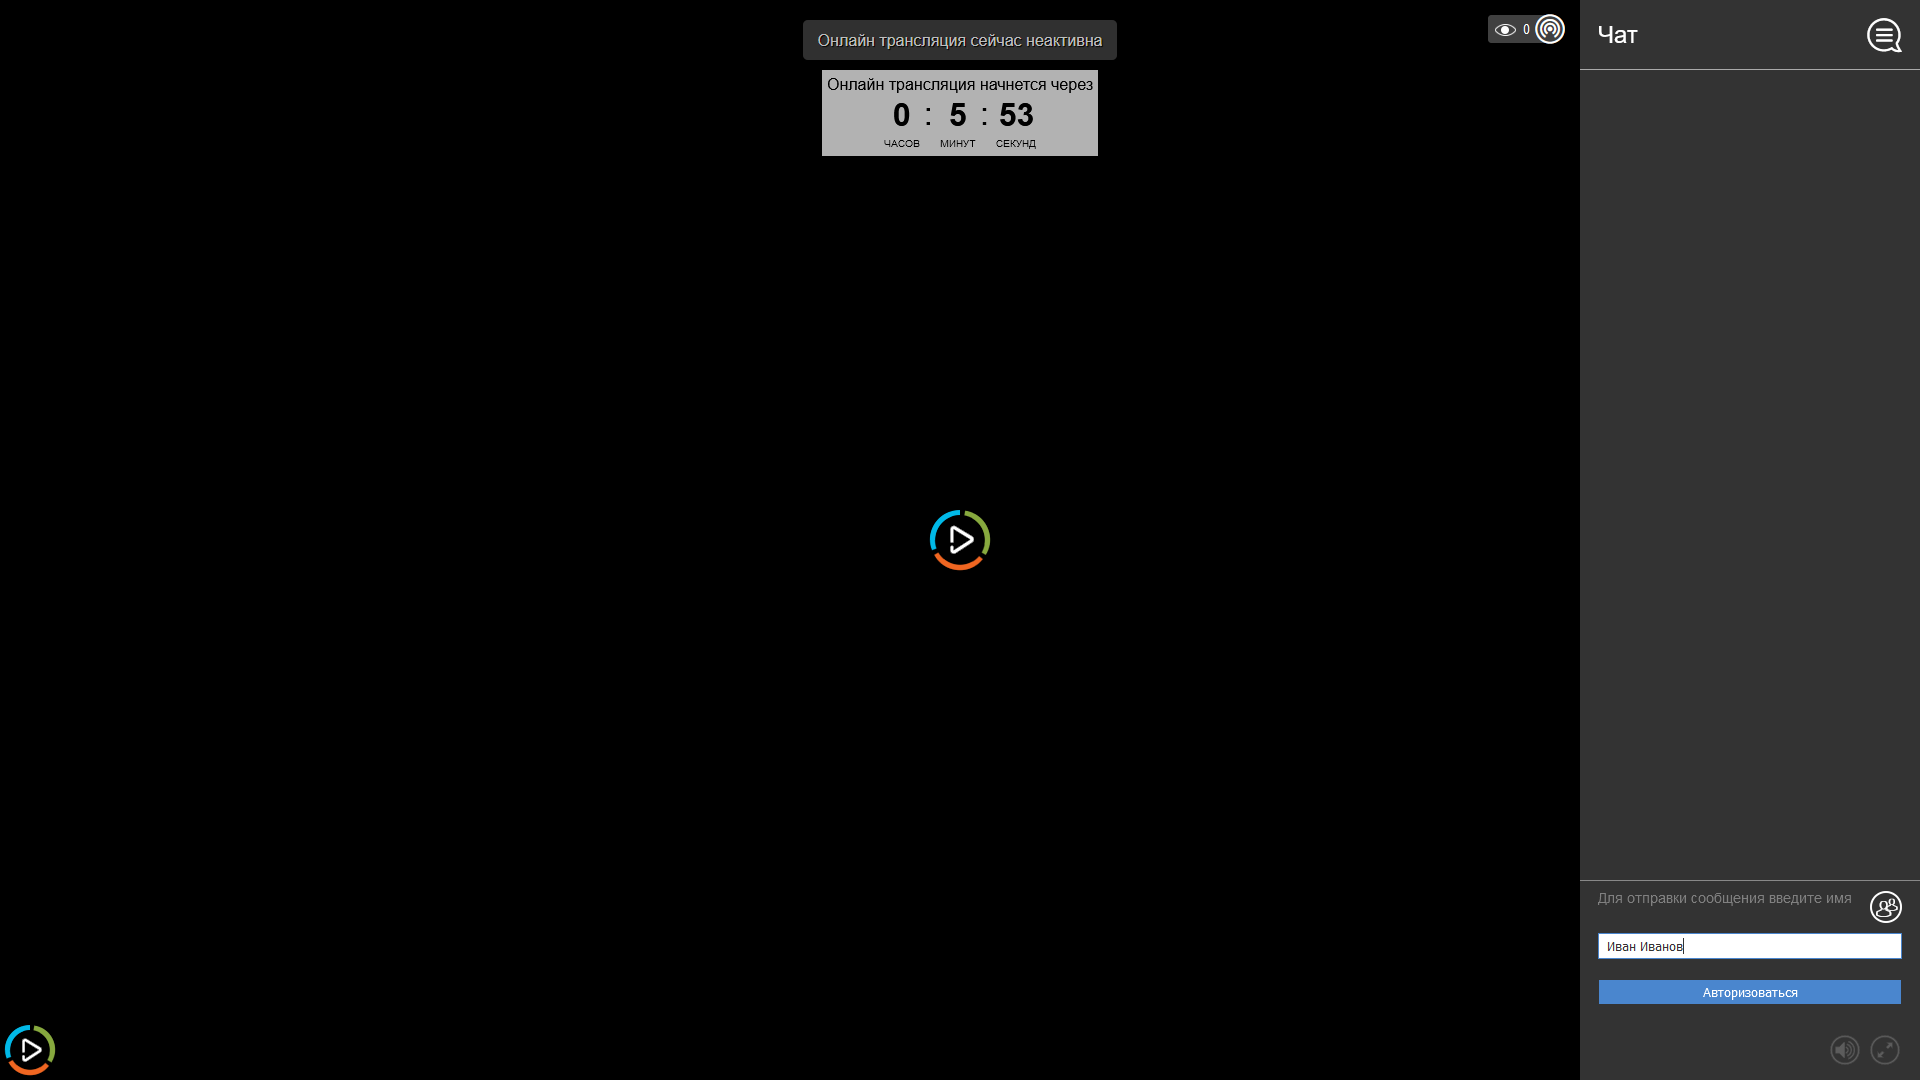 Онлайн трансляция сейчас неактивна
0
Чат
Онлайн трансляция начнется через
0 : 5 : 53
ЧАСОВ МИНУТ СЕКУНД
Для отправки сообщения введите имя
Иван Иванов
Авторизоваться